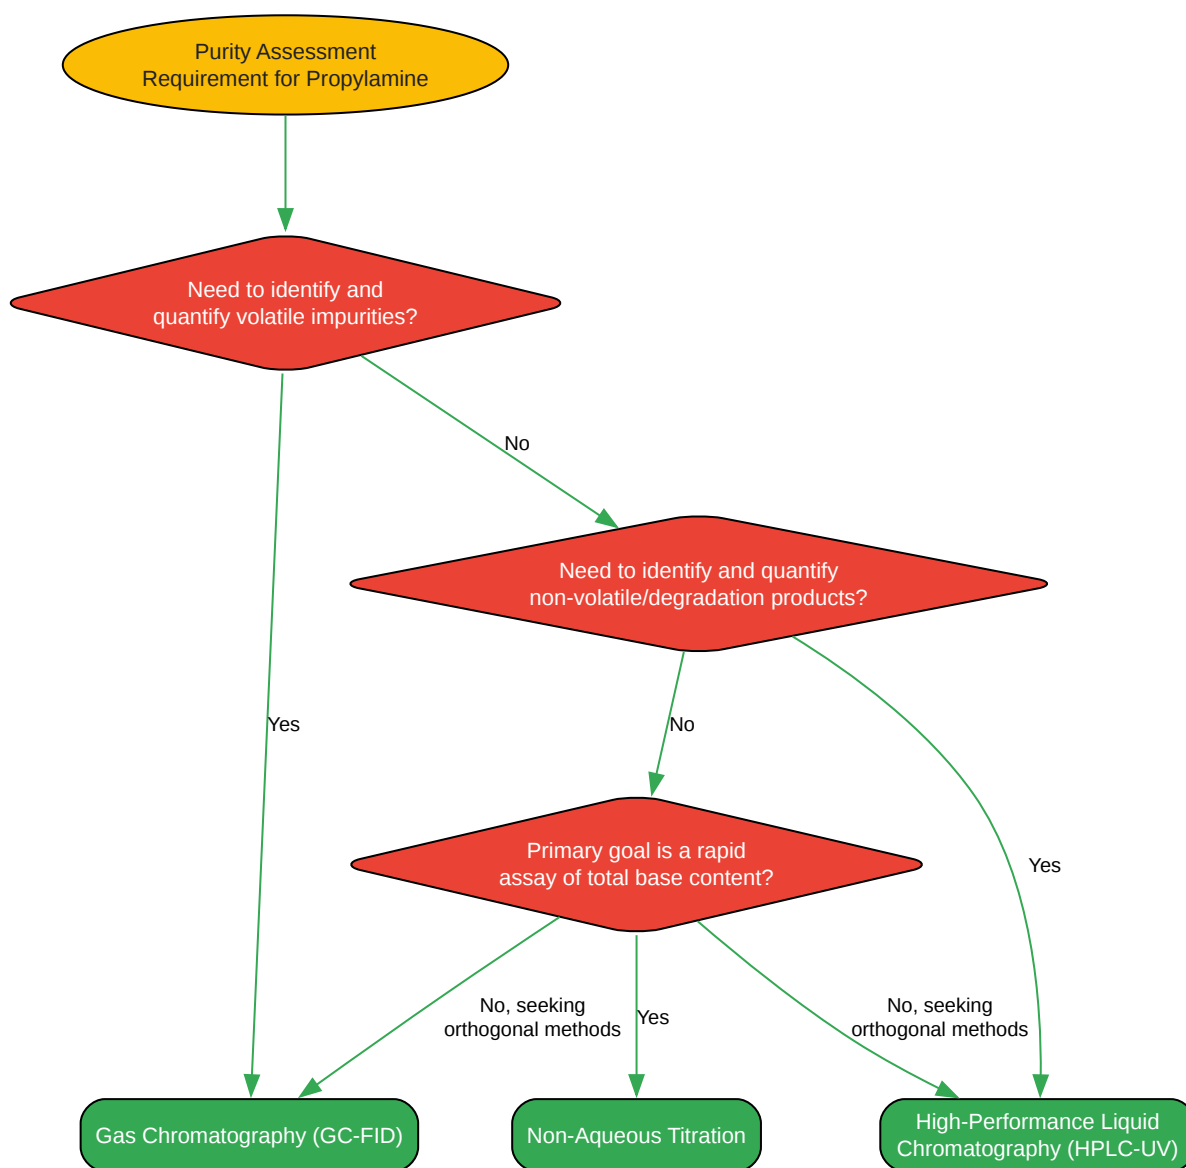 Purity Assessment
Requirement for Propylamine
Need to identify and
quantify volatile impurities?
No
Need to identify and quantify
non-volatile/degradation products?
Yes
No
Primary goal is a rapid
assay of total base content?
Yes
No, seeking
orthogonal methods
Yes
No, seeking
orthogonal methods
Gas Chromatography (GC-FID)
Non-Aqueous Titration
High-Performance Liquid
Chromatography (HPLC-UV)